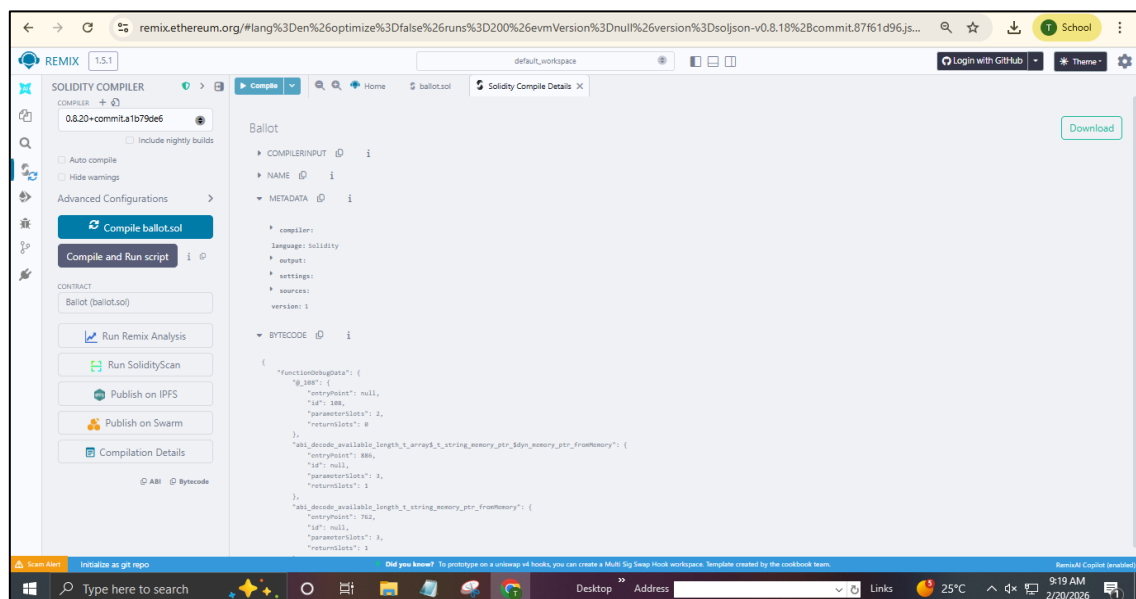 remix.ethereum.org/#lang%3Den%26optimize%3Dfalse%26runs%3D200%26evmVersion%3Dnull%26version%3Dsoljson-v0.8.18%2Bcommit.87f61d96.js...
T School
REMIX 1.5.1
default_workspace
Login with GitHub
Theme
SOLIDITY COMPILER
COMPILER
0.8.20+commit.a1b79de6
Include nightly builds
Auto compile
Hide warnings
Advanced Configurations
Compile ballot.sol
Compile and Run script
CONTRACT
Ballot (ballot.sol)
Run Remix Analysis
Run SolidityScan
Publish on IPFS
Publish on Swarm
Compilation Details
ABI Bytecode
Compile
Home
ballot.sol
Solidity Compile Details
Ballot
Download
COMPILERINPUT
NAME
METADATA
compiler:
language: Solidity
output:
settings:
sources:
version: 1
BYTECODE
{
"functionDebugData": {
"@_108": {
"entryPoint": null,
"id": 108,
"parameterSlots": 2,
"returnSlots": 0
},
"abi_decode_available_length_t_array$_t_string_memory_ptr_$dyn_memory_ptr_fromMemory": {
"entryPoint": 886,
"id": null,
"parameterSlots": 3,
"returnSlots": 1
},
"abi_decode_available_length_t_string_memory_ptr_fromMemory": {
"entryPoint": 762,
"id": null,
"parameterSlots": 3,
"returnSlots": 1
Scam Alert
Initialize as git repo
Did you know? To prototype on a uniswap v4 hooks, you can create a Multi Sig Swap Hook workspace. Template created by the cookbook team.
RemixAI Copilot (enabled)
Type here to search
Desktop
Address
Links
5
25°C
9:19 AM
2/20/2026
1